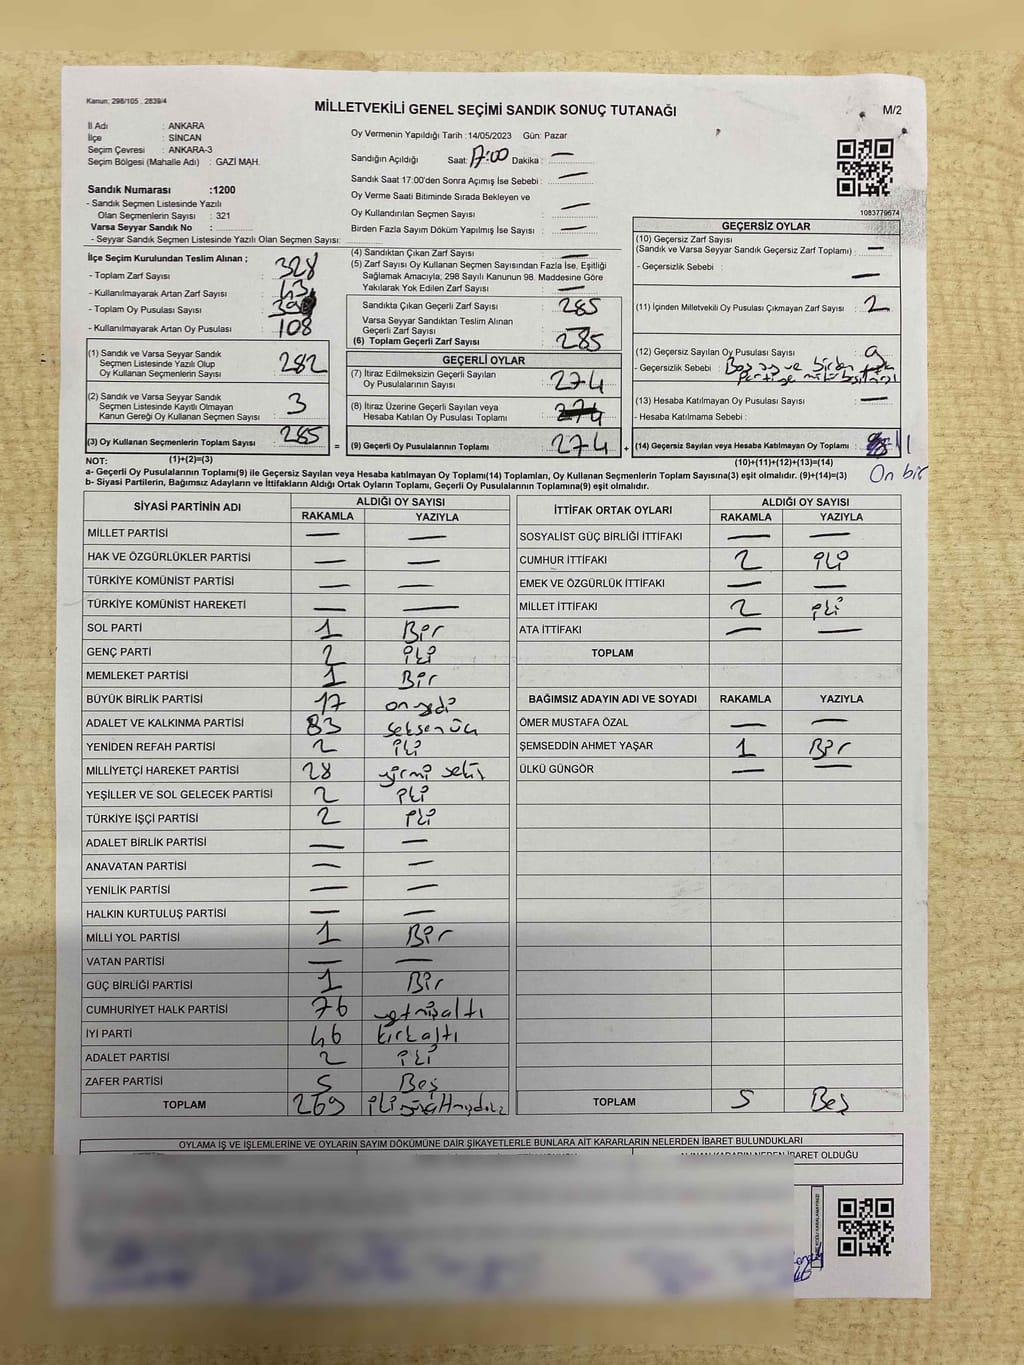 Kanun: 298/105 , 2839/4
MİLLETVEKİLİ GENEL SEÇİMİ SANDIK SONUÇ TUTANAĞI
M/2
İl Adı : ANKARA
İlçe : SİNCAN
Seçim Çevresi : ANKARA-3
Seçim Bölgesi (Mahalle Adı) : GAZİ MAH.
Sandık Numarası :1200
- Sandık Seçmen Listesinde Yazılı
Olan Seçmenlerin Sayısı : 321
Varsa Seyyar Sandık No :
- Seyyar Sandık Seçmen Listesinde Yazılı Olan Seçmen Sayısı:
Oy Vermenin Yapıldığı Tarih :14/05/2023 Gün: Pazar
Sandığın Açıldığı Saat: 17:00 Dakika : —
Sandık Saat 17:00'den Sonra Açımış İse Sebebi : —
Oy Verme Saati Bitiminde Sırada Bekleyen ve
Oy Kullandırılan Seçmen Sayısı : —
Birden Fazla Sayım Döküm Yapılmış İse Sayısı : —
1083779674
İlçe Seçim Kurulundan Teslim Alınan ;
- Toplam Zarf Sayısı : 328
- Kullanılmayarak Artan Zarf Sayısı : 43
- Toplam Oy Pusulası Sayısı :
- Kullanılmayarak Artan Oy Pusulası : 108
(1) Sandık ve Varsa Seyyar Sandık
Seçmen Listesinde Yazılı Olup
Oy Kullanan Seçmenlerin Sayısı : 282
(2) Sandık ve Varsa Seyyar Sandık
Seçmen Listesinde Kayıtlı Olmayan
Kanun Gereği Oy Kullanan Seçmen Sayısı : 3
(3) Oy Kullanan Seçmenlerin Toplam Sayısı : 285
(4) Sandıktan Çıkan Zarf Sayısı : —
(5) Zarf Sayısı Oy Kullanan Seçmen Sayısından Fazla İse, Eşitliği
Sağlamak Amacıyla; 298 Sayılı Kanunun 98. Maddesine Göre
Yakılarak Yok Edilen Zarf Sayısı : —
Sandıkta Çıkan Geçerli Zarf Sayısı : 285
Varsa Seyyar Sandıktan Teslim Alınan
Geçerli Zarf Sayısı : —
(6) Toplam Geçerli Zarf Sayısı : 285
GEÇERLİ OYLAR
(7) İtiraz Edilmeksizin Geçerli Sayılan
Oy Pusulalarının Sayısı : 274
(8) İtiraz Üzerine Geçerli Sayılan veya
Hesaba Katılan Oy Pusulası Toplamı : 274
= (9) Geçerli Oy Pusulalarının Toplamı : 274 +
GEÇERSİZ OYLAR
(10) Geçersiz Zarf Sayısı
(Sandık ve Varsa Seyyar Sandık Geçersiz Zarf Toplamı) : —
- Geçersizlik Sebebi : —
(11) İçinden Milletvekili Oy Pusulası Çıkmayan Zarf Sayısı : 2
(12) Geçersiz Sayılan Oy Pusulası Sayısı : 9
- Geçersizlik Sebebi : Boş oy ve birden fazla
partiye mühür basılması
(13) Hesaba Katılmayan Oy Pusulası Sayısı : —
- Hesaba Katılmama Sebebi :
(14) Geçersiz Sayılan veya Hesaba Katılmayan Oy Toplamı : 11
On bir
NOT: (1)+(2)=(3)
(10)+(11)+(12)+(13)=(14)
a- Geçerli Oy Pusulalarının Toplamı(9) ile Geçersiz Sayılan veya Hesaba katılmayan Oy Toplamı(14) Toplamları, Oy Kullanan Seçmenlerin Toplam Sayısına(3) eşit olmalıdır. (9)+(14)=(3)
b- Siyasi Partilerin, Bağımsız Adayların ve İttifakların Aldığı Ortak Oyların Toplamı, Geçerli Oy Pusulalarının Toplamına(9) eşit olmalıdır.
SİYASİ PARTİNİN ADI ALDIĞI OY SAYISI
RAKAMLA YAZIYLA
MİLLET PARTİSİ — —
HAK VE ÖZGÜRLÜKLER PARTİSİ — —
TÜRKİYE KOMÜNİST PARTİSİ — —
TÜRKİYE KOMÜNİST HAREKETİ — —
SOL PARTİ 1 Bir
GENÇ PARTİ 2 iki
MEMLEKET PARTİSİ 1 Bir
BÜYÜK BİRLİK PARTİSİ 17 on yedi
ADALET VE KALKINMA PARTİSİ 83 seksen üç
YENİDEN REFAH PARTİSİ 2 iki
MİLLİYETÇİ HAREKET PARTİSİ 28 yirmi sekiz
YEŞİLLER VE SOL GELECEK PARTİSİ 2 iki
TÜRKİYE İŞÇİ PARTİSİ 2 iki
ADALET BİRLİK PARTİSİ — —
ANAVATAN PARTİSİ — —
YENİLİK PARTİSİ — —
HALKIN KURTULUŞ PARTİSİ — —
MİLLİ YOL PARTİSİ 1 Bir
VATAN PARTİSİ — —
GÜÇ BİRLİĞİ PARTİSİ 1 Bir
CUMHURİYET HALK PARTİSİ 76 yetmiş altı
İYİ PARTİ 46 kırk altı
ADALET PARTİSİ 2 iki
ZAFER PARTİSİ 5 Beş
TOPLAM 269 iki yüz altmış dokuz
İTTİFAK ORTAK OYLARI ALDIĞI OY SAYISI
RAKAMLA YAZIYLA
SOSYALİST GÜÇ BİRLİĞİ İTTİFAKI — —
CUMHUR İTTİFAKI 2 iki
EMEK VE ÖZGÜRLÜK İTTİFAKI — —
MİLLET İTTİFAKI 2 iki
ATA İTTİFAKI — —
TOPLAM
BAĞIMSIZ ADAYIN ADI VE SOYADI RAKAMLA YAZIYLA
ÖMER MUSTAFA ÖZAL — —
ŞEMSEDDİN AHMET YAŞAR 1 Bir
ÜLKÜ GÜNGÖR — —
TOPLAM 5 Beş
OYLAMA İŞ VE İŞLEMLERİNE VE OYLARIN SAYIM DÖKÜMÜNE DAİR ŞİKAYETLERLE BUNLARA AİT KARARLARIN NELERDEN İBARET BULUNDUKLARI
ALINAN KARARIN NEDEN İBARET OLDUĞU